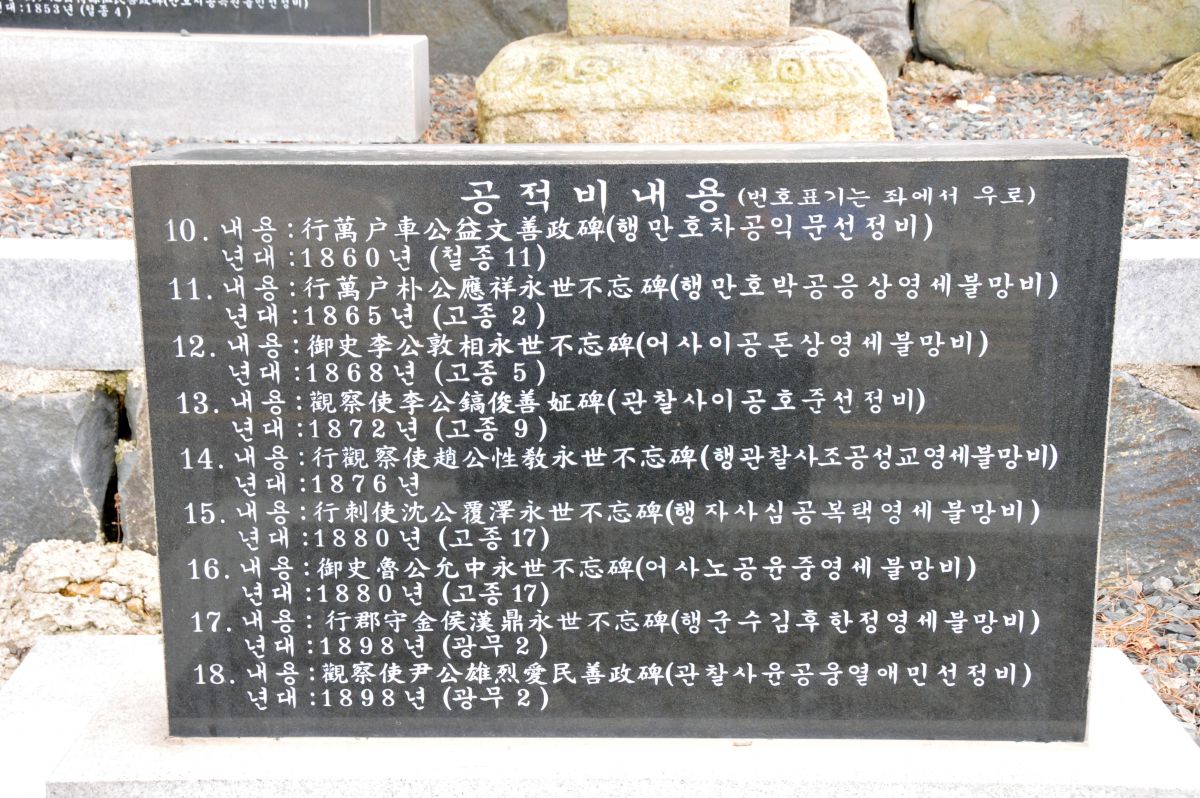 년대:1853년(철종4)
공적비내용(번호표기는 좌에서 우로)
10. 내용:行萬户車公益文善政碑(행만호차공익문선정비)
년대:1860년 (철종11)
11. 내용:行萬户朴公應祥永世不忘碑(행만호박공응상영세불망비)
년대:1865년 (고종 2)
12. 내용:御史李公敦相永世不忘碑(어사이공돈상영세불망비)
년대:1868년 (고종 5)
13. 내용:觀察使李公鎬俊善㱏碑(관찰사이공호준선정비)
년대:1872년 (고종 9)
14. 내용:行觀察使趙公性敎永世不忘碑(행관찰사조공성교영세불망비)
년대:1876年
15. 내용:行刺使沈公覆澤永世不忘碑(행자사심공복택영세불망비)
년대:1880년 (고종17)
16. 내용:御史魯公允中永世不忘碑(어사노공윤중영세불망비)
년대:1880년 (고종17)
17. 내용: 行郡守金侯漢鼎永世不忘碑(행군수김후한정영세불망비)
년대:1898년 (광무 2)
18. 내용:觀察使尹公雄烈愛民善政碑(관찰사윤공웅열애민선정비)
년대:1898년 (광무 2)